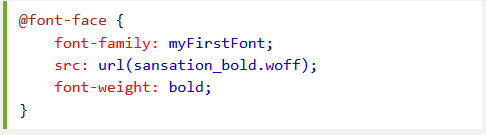 @font-face {
    font-family: myFirstFont;
    src: url(sansation_bold.woff);
    font-weight: bold;
}